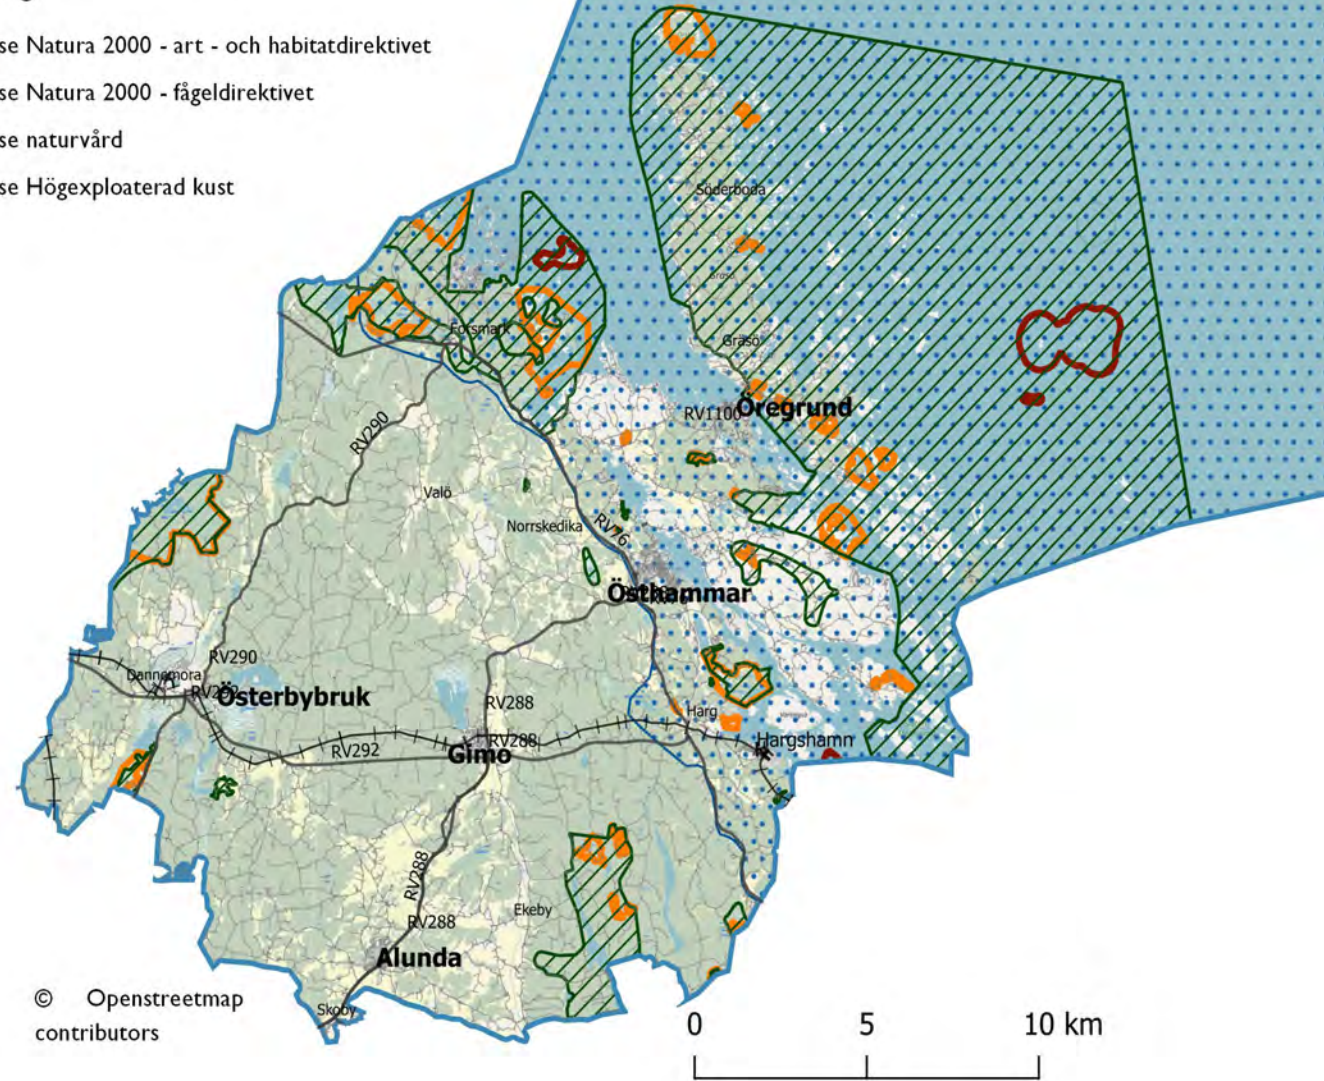 se Natura 2000 - art - och habitatdirektivet
se Natura 2000 - fågeldirektivet
se naturvård
se Högexploaterad kust
Söderboda
Gräsö
Forsmark
Gräsö
RV1100
Öregrund
RV290
Valö
Norrskedika
RV76
Östhammar
RV290
Dannemora
Österbybruk
RV288
Harg
RV288
Hargshamn
RV292
Gimo
RV288
Ekeby
RV288
Alunda
© Openstreetmap
contributors
Skoby
0 5 10 km